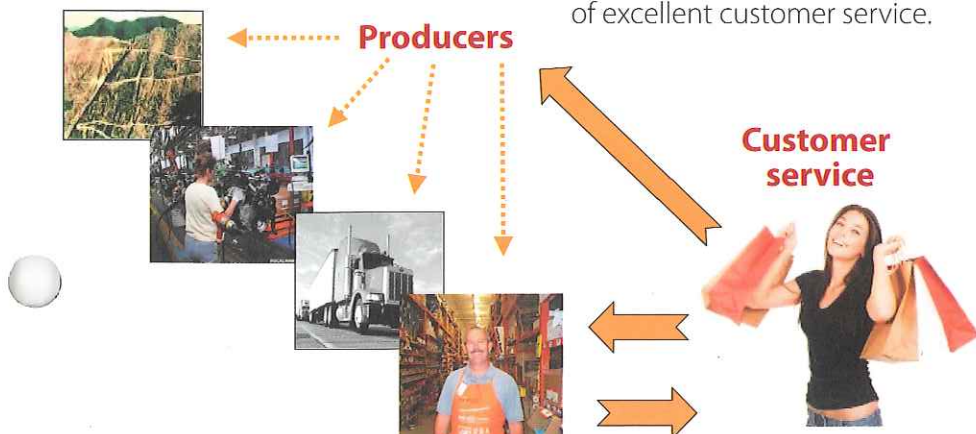 of excellent customer service.
Producers
Customer
service